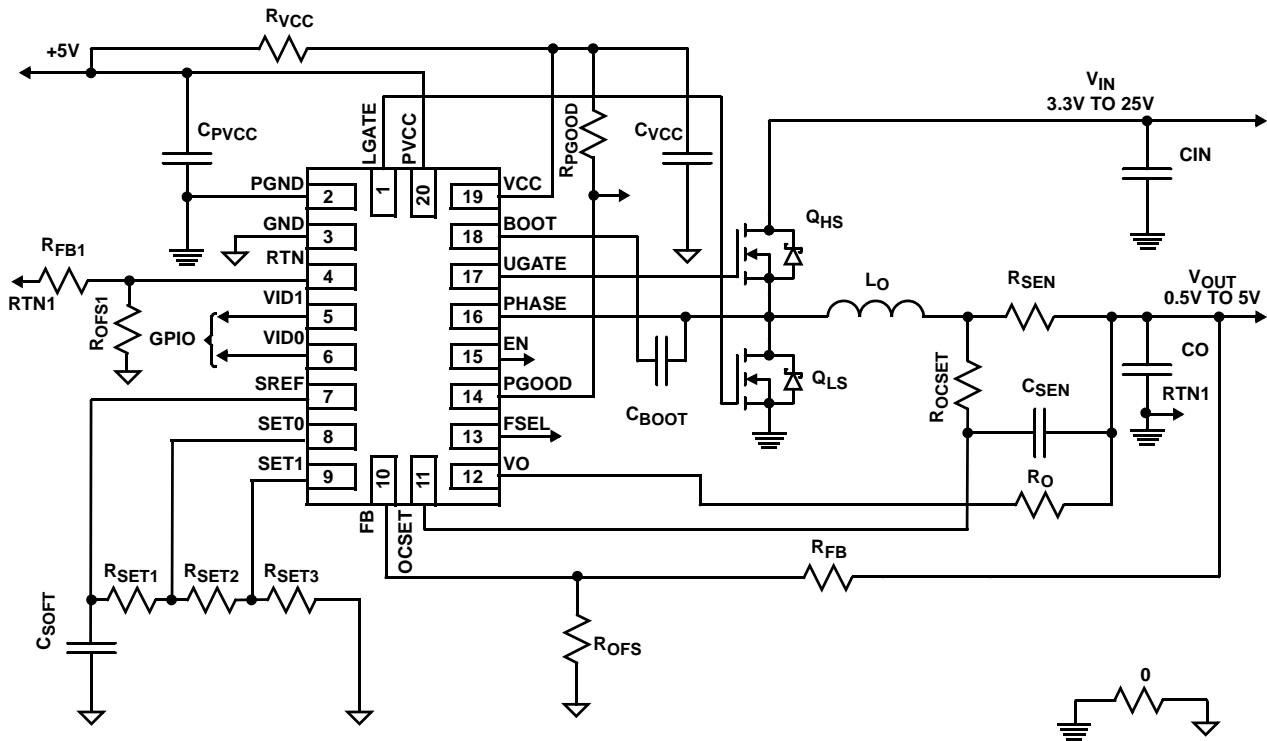 RVCC
+5V
VIN
3.3V TO 25V
CPVCC
LGATE
PVCC
RPGOOD
CVCC
CIN
PGND
2
1
20
19
VCC
GND
3
18
BOOT
QHS
RFB1
RTN
4
17
UGATE
RTN1
ROFS1
LO
RSEN
VOUT
0.5V TO 5V
VID1
5
16
PHASE
GPIO
VID0
6
15
EN
QLS
CO
SREF
7
14
PGOOD
CBOOT
ROCSET
CSEN
RTN1
SET0
8
13
FSEL
SET1
9
10
11
12
VO
RO
FB
OCSET
RFB
RSET1
RSET2
RSET3
CSOFT
ROFS
0